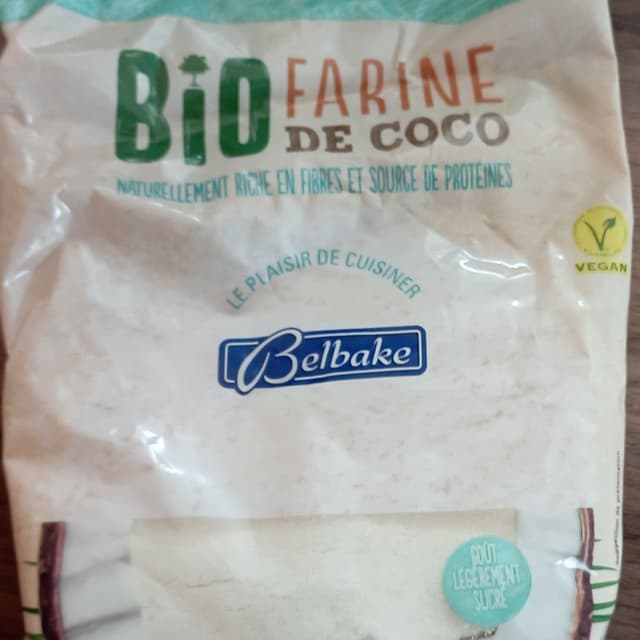 BiO FARINE
DE COCO
NATURELLEMENT RICHE EN FIBRES ET SOURCE DE PROTÉINES
VEGAN
LE PLAISIR DE CUISINER
Belbake
GOÛT
LÉGÈREMENT
SUCRÉ